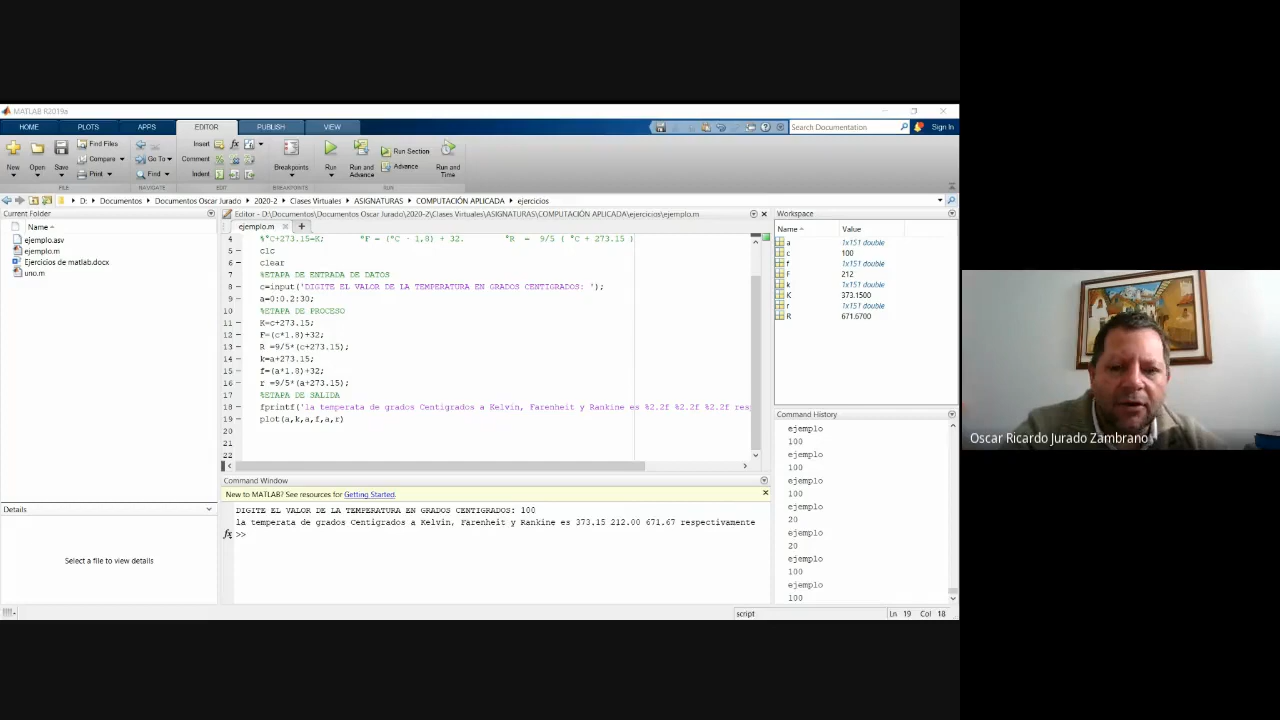 MATLAB R2019a
HOME PLOTS APPS EDITOR PUBLISH VIEW
Search Documentation
Sign In
New Open Save
Find Files
Compare
Print
Go To
Find
Insert
Comment
Indent
Breakpoints
Run
Run and Advance
Run Section
Advance
Run and Time
FILE NAVIGATE EDIT BREAKPOINTS RUN
D: Documentos Documentos Oscar Jurado 2020-2 Clases Virtuales ASIGNATURAS COMPUTACIÓN APLICADA ejercicios
Current Folder
Name
ejemplo.asv
ejemplo.m
Ejercicios de matlab.docx
uno.m
Details
Select a file to view details
Editor - D:\Documentos\Documentos Oscar Jurado\2020-2\Clases Virtuales\ASIGNATURAS\COMPUTACIÓN APLICADA\ejercicios\ejemplo.m
ejemplo.m
4 %°C+273.15=K; °F = (°C · 1,8) + 32. °R = 9/5 ( °C + 273.15 )
5 clc
6 clear
7 %ETAPA DE ENTRADA DE DATOS
8 c=input('DIGITE EL VALOR DE LA TEMPERATURA EN GRADOS CENTIGRADOS: ');
9 a=0:0.2:30;
10 %ETAPA DE PROCESO
11 K=c+273.15;
12 F=(c*1.8)+32;
13 R =9/5*(c+273.15);
14 k=a+273.15;
15 f=(a*1.8)+32;
16 r =9/5*(a+273.15);
17 %ETAPA DE SALIDA
18 fprintf('la temperata de grados Centigrados a Kelvin, Farenheit y Rankine es %2.2f %2.2f %2.2f resp
19 plot(a,k,a,f,a,r)
20
21
22
Command Window
New to MATLAB? See resources for Getting Started.
DIGITE EL VALOR DE LA TEMPERATURA EN GRADOS CENTIGRADOS: 100
la temperata de grados Centigrados a Kelvin, Farenheit y Rankine es 373.15 212.00 671.67 respectivamente
fx >>
Workspace
Name Value
a 1x151 double
c 100
f 1x151 double
F 212
k 1x151 double
K 373.1500
r 1x151 double
R 671.6700
Command History
ejemplo
100
ejemplo
100
ejemplo
100
ejemplo
20
ejemplo
20
ejemplo
100
ejemplo
100
script Ln 19 Col 18
Oscar Ricardo Jurado Zambrano